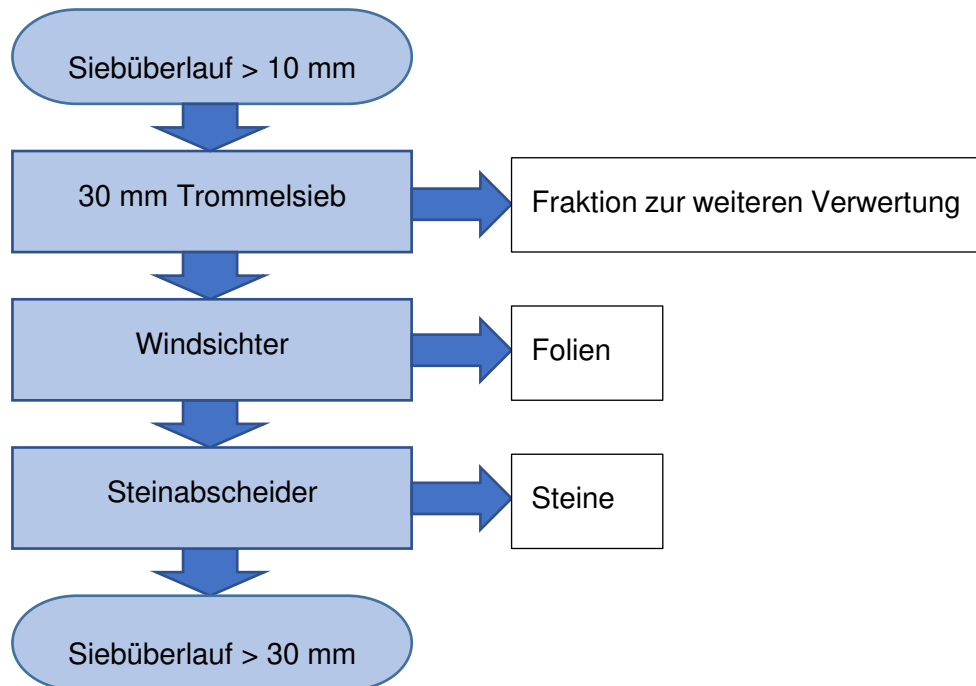 Siebüberlauf > 10 mm
30 mm Trommelsieb
Fraktion zur weiteren Verwertung
Windsichter
Folien
Steinabscheider
Steine
Siebüberlauf > 30 mm